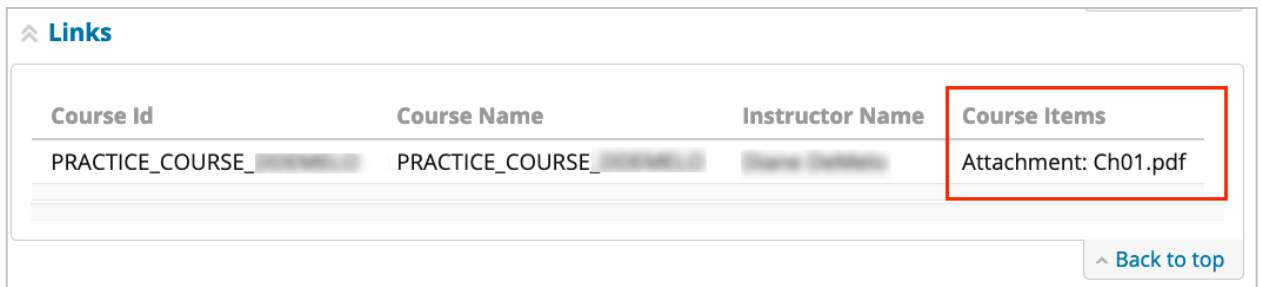 Links
Course Id Course Name Instructor Name Course Items
PRACTICE_COURSE_ PRACTICE_COURSE_ Attachment: Ch01.pdf
Back to top